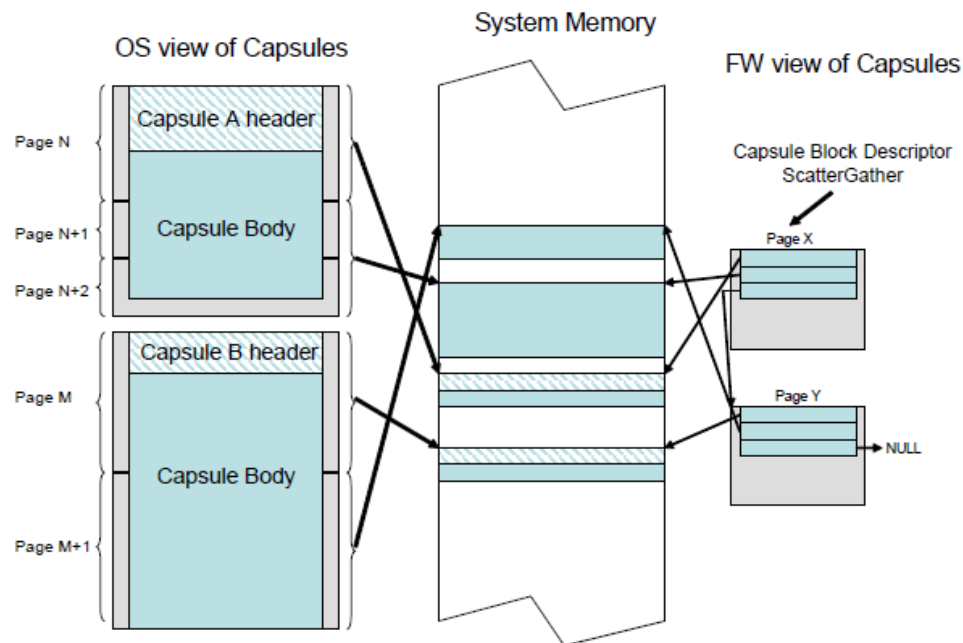 System Memory
OS view of Capsules
FW view of Capsules
Capsule A header
Page N
Capsule Block Descriptor
ScatterGather
Capsule Body
Page N+1
Page X
Page N+2
Capsule B header
Page M
Page Y
NULL
Capsule Body
Page M+1